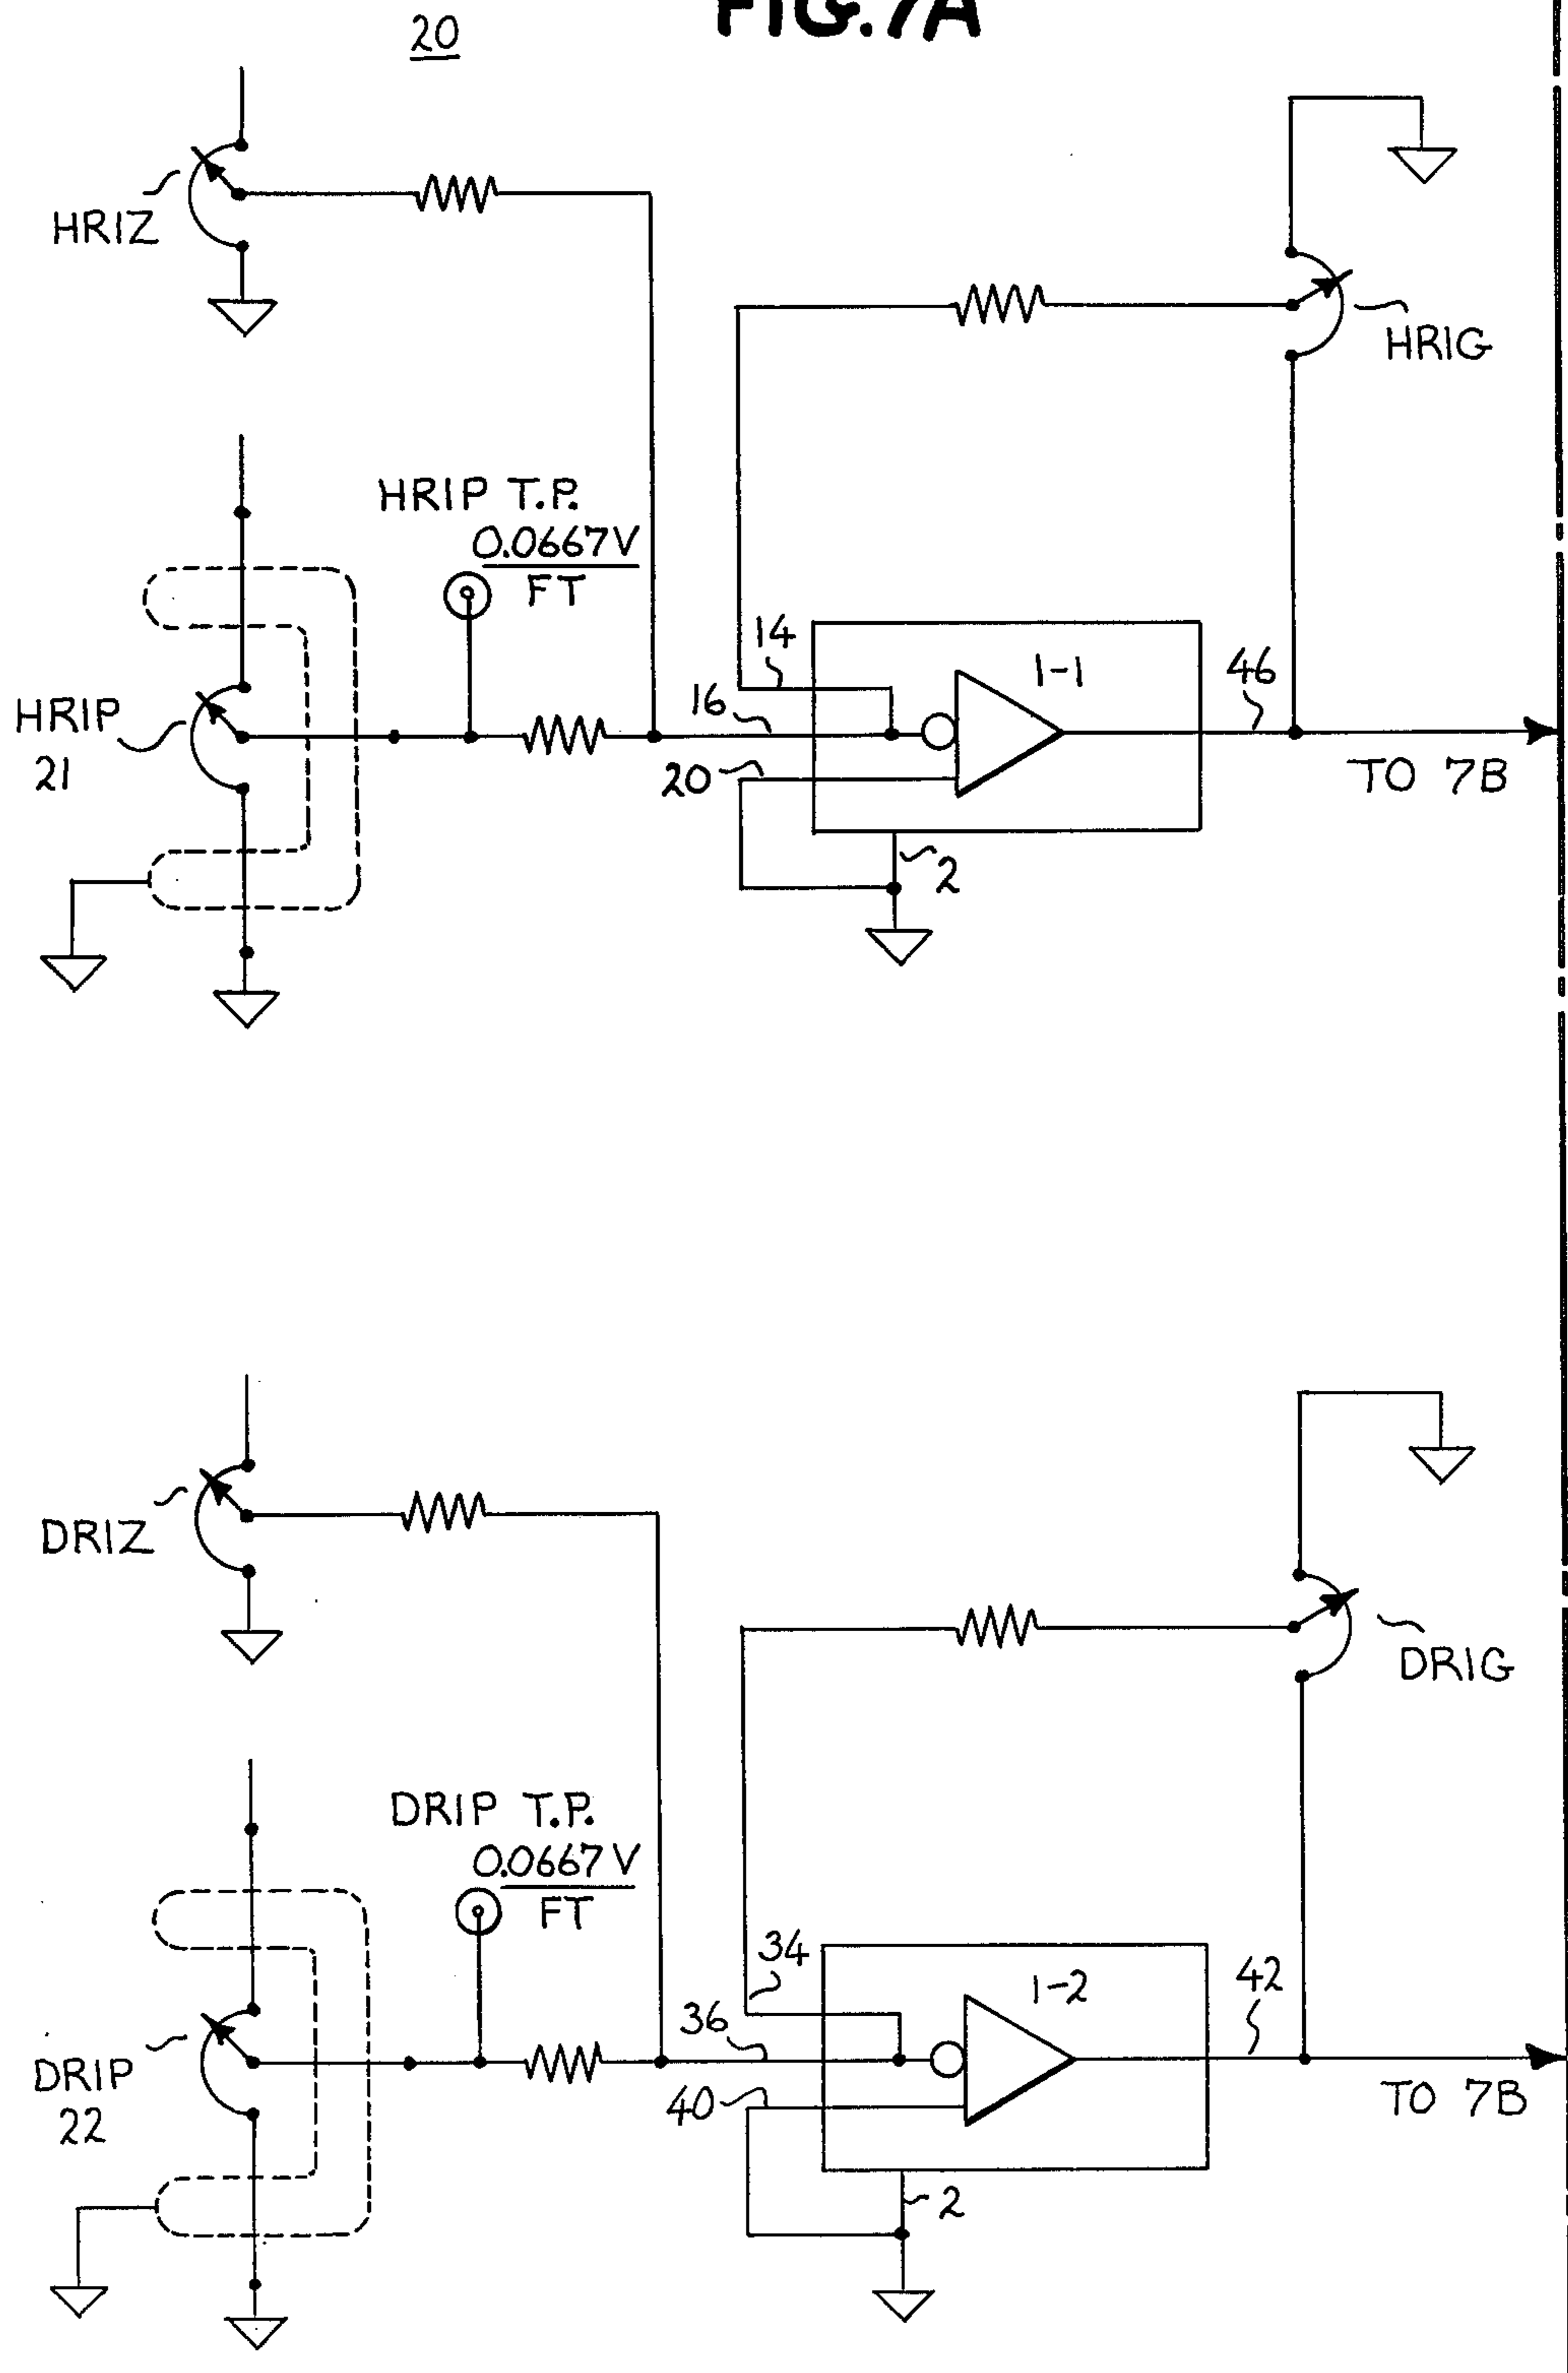 FIG.7A
20
HRIZ
HRIG
HRIP T.P.
0.0667V
FT
14
1-1
46
16
HRIP
21
20
TO 7B
2
DRIZ
DRIG
DRIP T.P.
0.0667V
FT
34
1-2
42
36
DRIP
22
40
TO 7B
2